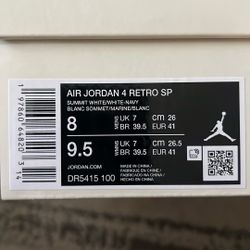 AIR JORDAN 4 RETRO SP
SUMMIT WHITE/WHITE-NAVY
BLANC SOMMET/MARINE/BLANC
8
MENS
UK 7
BR 39.5
CM 26
EUR 41
9.5
UK 7
BR 39.5
CM 26.5
EUR 41
JORDAN.COM
DR5415 100
MADE IN CHINA /
FABRIQUÉ EN CHINE /